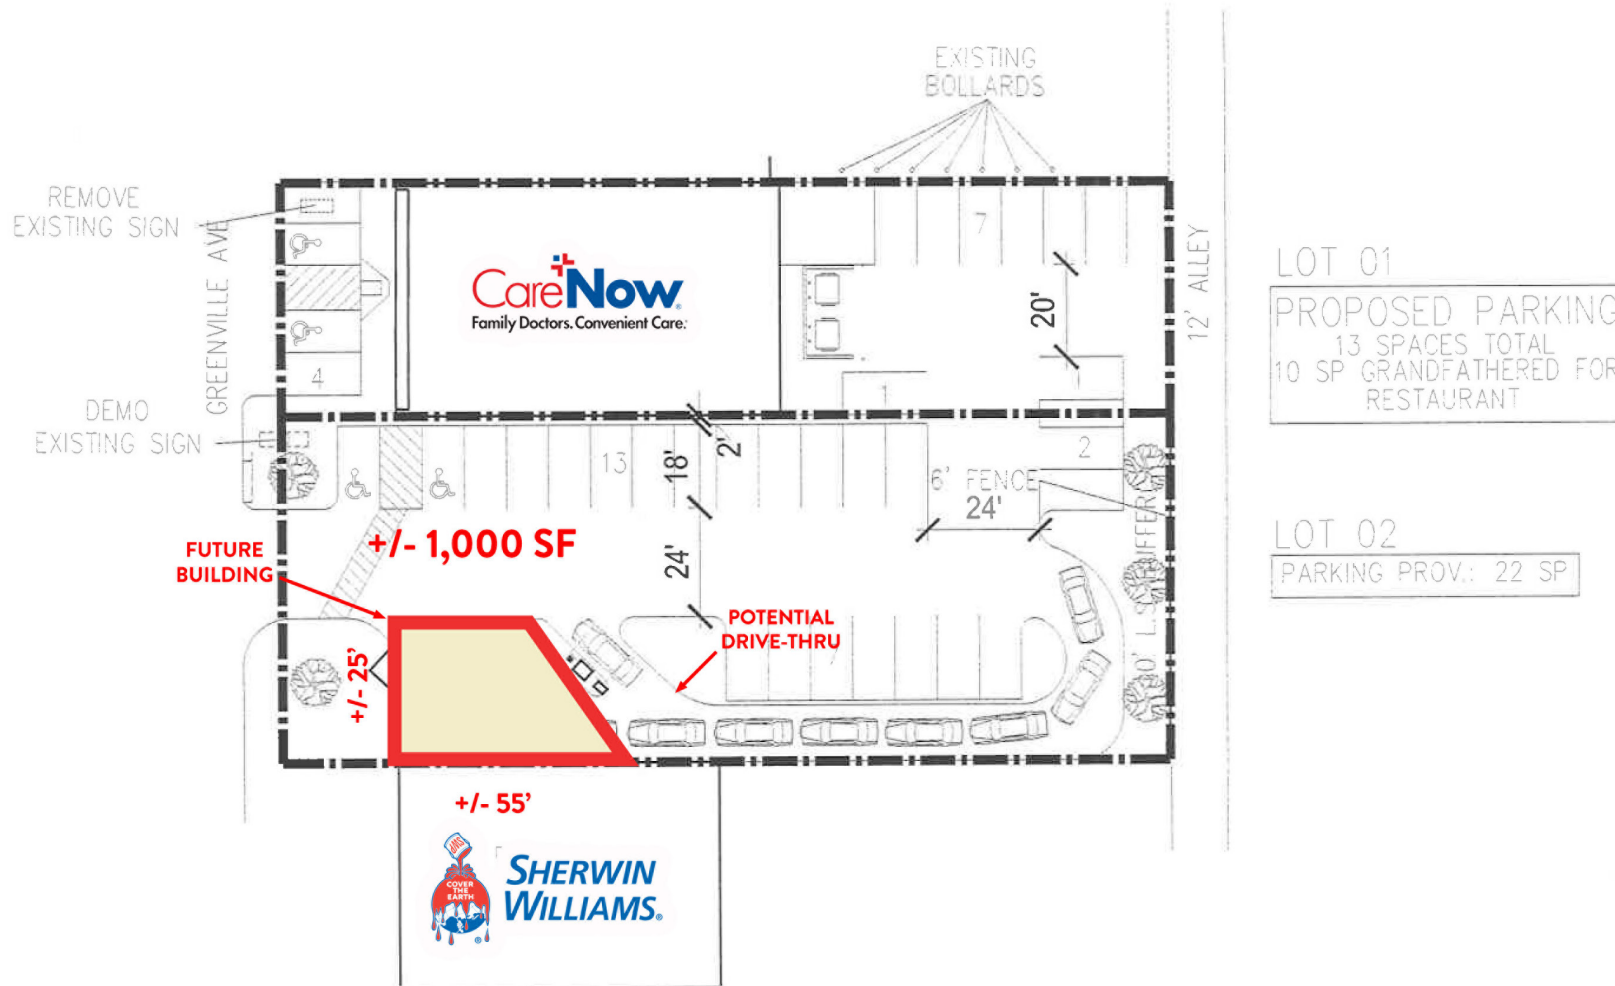 EXISTING
BOLLARDS
REMOVE
EXISTING SIGN
GREENVILLE AVE
CareNow
Family Doctors. Convenient Care.
7
20'
12' ALLEY
LOT 01
PROPOSED PARKING
13 SPACES TOTAL
10 SP GRANDFATHERED FOR
RESTAURANT
4
1
DEMO
EXISTING SIGN
13
18'
2'
2
6' FENCE
24'
+/- 1,000 SF
24'
FUTURE
BUILDING
LOT 02
PARKING PROV.: 22 SP
POTENTIAL
DRIVE-THRU
7
+/- 25'
+/- 55'
SWP
COVER
THE
EARTH
SHERWIN
WILLIAMS®